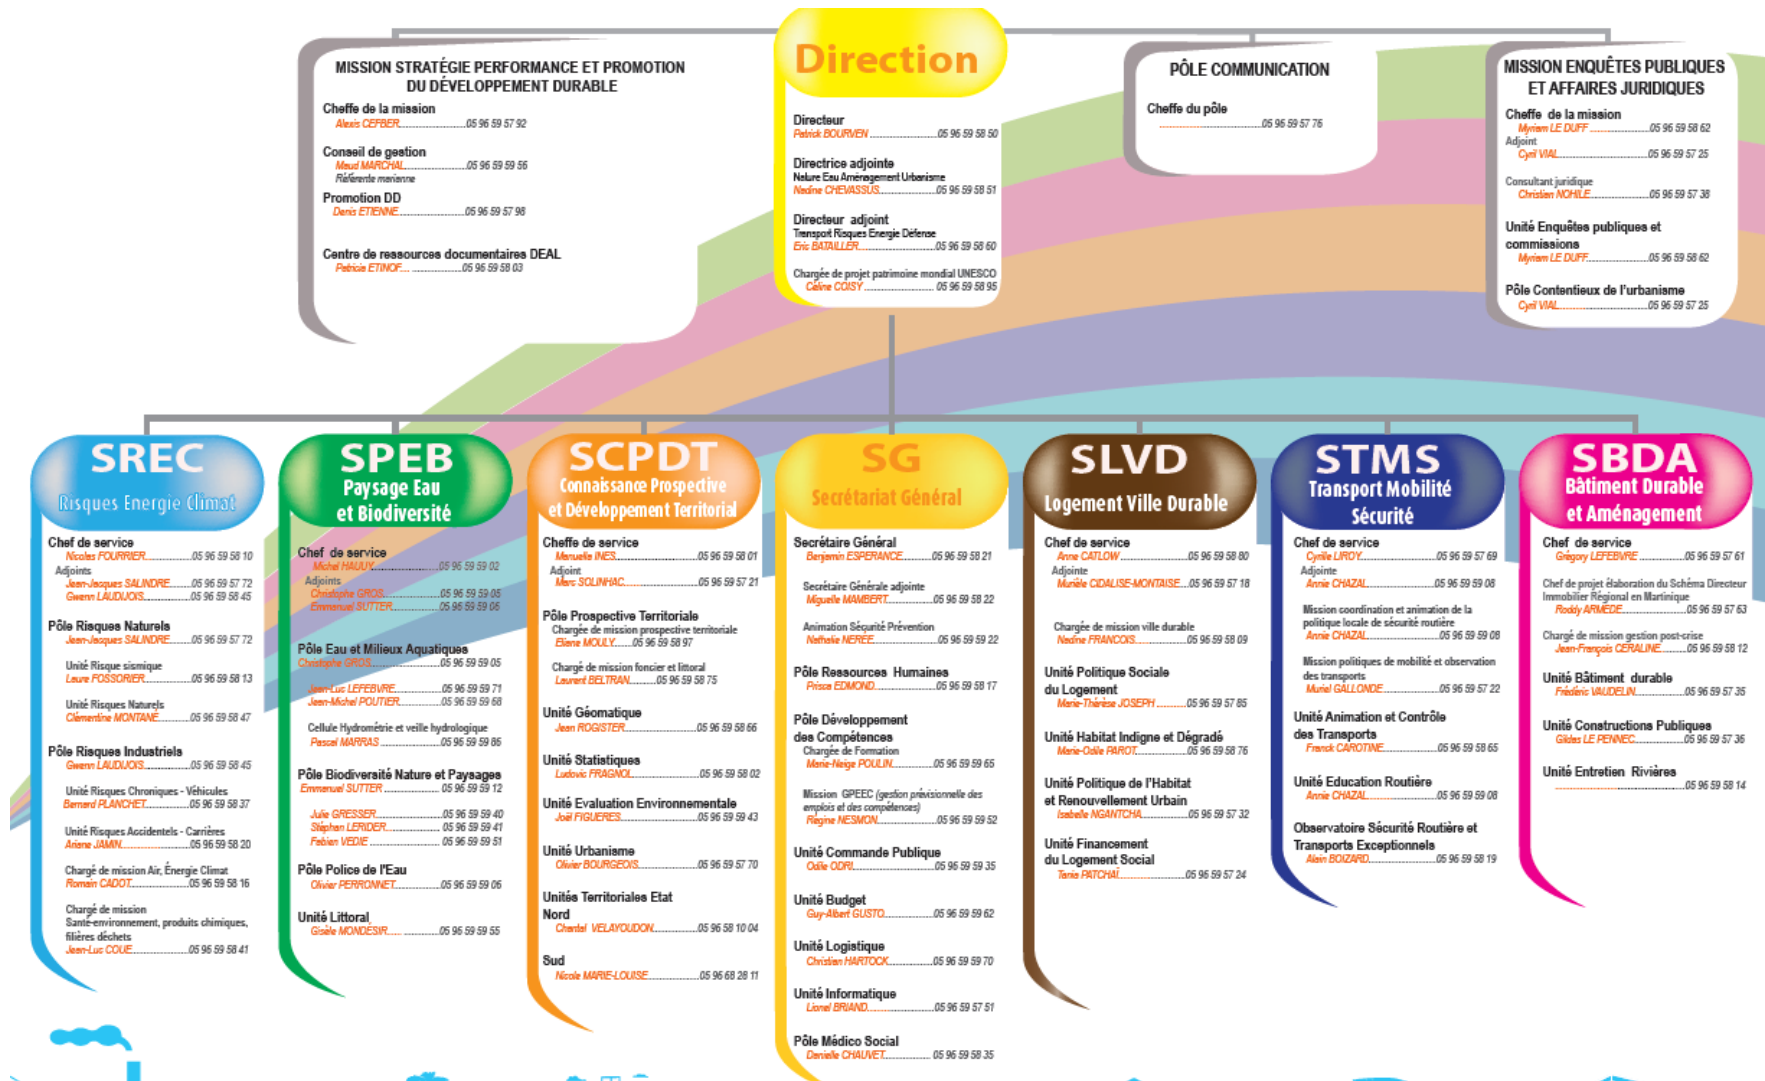 Direction
MISSION STRATÉGIE PERFORMANCE ET PROMOTION
DU DÉVELOPPEMENT DURABLE
Cheffe de la mission
Alexis CEFBER 05 96 59 57 92
Conseil de gestion
Maud MARCHAL 05 96 59 59 56
Référente marianne
Promotion DD
Denis ETIENNE 05 96 59 57 98
Centre de ressources documentaires DEAL
Patricia ETINOF 05 96 59 58 03
Directeur
Patrick BOURVEN 05 96 59 58 50
Directrice adjointe
Nature Eau Aménagement Urbanisme
Nadine CHEVASSUS 05 96 59 58 51
Directeur adjoint
Transport Risques Energie Défense
Eric BATAILLER 05 96 59 58 60
Chargée de projet patrimoine mondial UNESCO
Céline COISY 05 96 59 58 95
PÔLE COMMUNICATION
Cheffe du pôle
05 96 59 57 76
MISSION ENQUÊTES PUBLIQUES
ET AFFAIRES JURIDIQUES
Cheffe de la mission
Myriam LE DUFF 05 96 59 58 62
Adjoint
Cyril VIAL 05 96 59 57 25
Consultant juridique
Christian NOHILE 05 96 59 57 38
Unité Enquêtes publiques et
commissions
Myriam LE DUFF 05 96 59 58 62
Pôle Contentieux de l'urbanisme
Cyril VIAL 05 96 59 57 25
SREC
Risques Energie Climat
Chef de service
Nicolas FOURRIER 05 96 59 58 10
Adjoints
Jean-Jacques SALINDRE 05 96 59 57 72
Gwenn LAUDIJOIS 05 96 59 58 45
Pôle Risques Naturels
Jean-Jacques SALINDRE 05 96 59 57 72
Unité Risque sismique
Laure FOSSORIER 05 96 59 58 13
Unité Risques Naturels
Clémentine MONTANÉ 05 96 59 58 47
Pôle Risques Industriels
Gwenn LAUDIJOIS 05 96 59 58 45
Unité Risques Chroniques - Véhicules
Bernard PLANCHET 05 96 59 58 37
Unité Risques Accidentels - Carrières
Ariane JAMIN 05 96 59 58 20
Chargé de mission Air, Énergie Climat
Romain CADOT 05 96 59 58 16
Chargé de mission
Santé-environnement, produits chimiques,
filières déchets
Jean-Luc COUE 05 96 59 58 41
SPEB
Paysage Eau
et Biodiversité
Chef de service
Michel HAUUY 05 96 59 59 02
Adjoints
Christophe GROS 05 96 59 59 05
Emmanuel SUTTER 05 96 59 59 06
Pôle Eau et Milieux Aquatiques
Christophe GROS 05 96 59 59 05
Jean-Luc LEFEBVRE 05 96 59 59 71
Jean-Michel POUTIER 05 96 59 59 68
Cellule Hydrométrie et veille hydrologique
Pascal MARRAS 05 96 59 59 86
Pôle Biodiversité Nature et Paysages
Emmanuel SUTTER 05 96 59 59 12
Julie GRESSER 05 96 59 59 40
Stéphan LERIDER 05 96 59 59 41
Fabien VEDIE 05 96 59 59 51
Pôle Police de l'Eau
Olivier PERRONNET 05 96 59 59 06
Unité Littoral
Gisèle MONDÉSIR 05 96 59 59 55
SCPDT
Connaissance Prospective
et Développement Territorial
Cheffe de service
Manuella INES 05 96 59 58 01
Adjoint
Marc SOLINHAC 05 96 59 57 21
Pôle Prospective Territoriale
Chargée de mission prospective territoriale
Eliane MOULY 05 96 59 58 97
Chargé de mission foncier et littoral
Laurent BELTRAN 05 96 59 58 75
Unité Géomatique
Jean ROGISTER 05 96 59 58 66
Unité Statistiques
Ludovic FRAGNOL 05 96 59 58 02
Unité Evaluation Environnementale
Joël FIGUERES 05 96 59 59 43
Unité Urbanisme
Olivier BOURGEOIS 05 96 59 57 70
Unités Territoriales Etat
Nord
Chantal VELAYOUDON 05 96 58 10 04
Sud
Nicole MARIE-LOUISE 05 96 68 28 11
SG
Secrétariat Général
Secrétaire Général
Benjamin ESPERANCE 05 96 59 58 21
Secrétaire Générale adjointe
Miguelle MAMBERT 05 96 59 58 22
Animation Sécurité Prévention
Nathalie NEREE 05 96 59 59 22
Pôle Ressources Humaines
Prisca EDMOND 05 96 59 58 17
Pôle Développement
des Compétences
Chargée de Formation
Marie-Neige POULIN 05 96 59 59 65
Mission GPEEC (gestion prévisionnelle des
emplois et des compétences)
Régine NESMON 05 96 59 59 52
Unité Commande Publique
Odile ODRI 05 96 59 59 35
Unité Budget
Guy-Albert GUSTO 05 96 59 59 62
Unité Logistique
Christian HARTOCK 05 96 59 59 70
Unité Informatique
Lionel BRIAND 05 96 59 57 51
Pôle Médico Social
Danielle CHAUVET 05 96 59 58 35
SLVD
Logement Ville Durable
Chef de service
Anne CATLOW 05 96 59 58 80
Adjointe
Murièle CIDALISE-MONTAISE 05 96 59 57 18
Chargée de mission ville durable
Nadine FRANCOIS 05 96 59 58 09
Unité Politique Sociale
du Logement
Marie-Thérèse JOSEPH 05 96 59 57 85
Unité Habitat Indigne et Dégradé
Marie-Odile PAROT 05 96 59 58 76
Unité Politique de l'Habitat
et Renouvellement Urbain
Isabelle NGANTCHA 05 96 59 57 32
Unité Financement
du Logement Social
Tania PATCHAÏ 05 96 59 57 24
STMS
Transport Mobilité
Sécurité
Chef de service
Cyrille LIROY 05 96 59 57 69
Adjointe
Annie CHAZAL 05 96 59 59 08
Mission coordination et animation de la
politique locale de sécurité routière
Annie CHAZAL 05 96 59 59 08
Mission politiques de mobilité et observation
des transports
Muriel GALLONDE 05 96 59 57 22
Unité Animation et Contrôle
des Transports
Franck CAROTINE 05 96 59 58 65
Unité Education Routière
Annie CHAZAL 05 96 59 59 08
Observatoire Sécurité Routière et
Transports Exceptionnels
Alain BOIZARD 05 96 59 58 19
SBDA
Bâtiment Durable
et Aménagement
Chef de service
Grégory LEFEBVRE 05 96 59 57 61
Chef de projet élaboration du Schéma Directeur
Immobilier Régional en Martinique
Roddy ARMEDE 05 96 59 57 63
Chargé de mission gestion post-crise
Jean-François CERALINE 05 96 59 58 12
Unité Bâtiment durable
Frédéric VAUDELIN 05 96 59 57 35
Unité Constructions Publiques
Gildas LE PENNEC 05 96 59 57 36
Unité Entretien Rivières
05 96 59 58 14